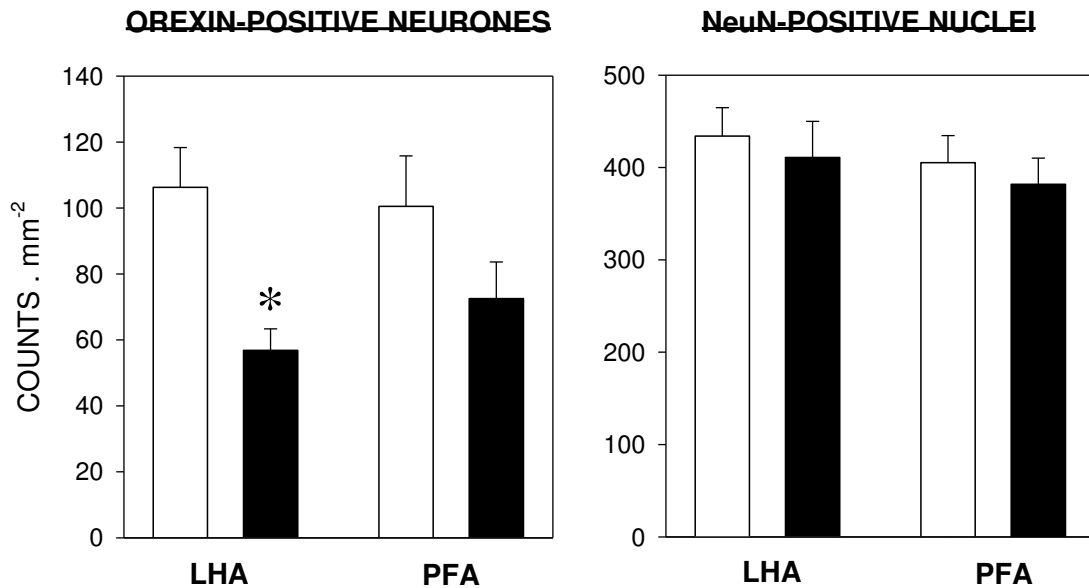 OREXIN-POSITIVE NEURONES
NeuN-POSITIVE NUCLEI
COUNTS . mm-2
140
120
100
80
60
40
20
0
*
LHA
PFA
500
400
300
200
100
0
LHA
PFA